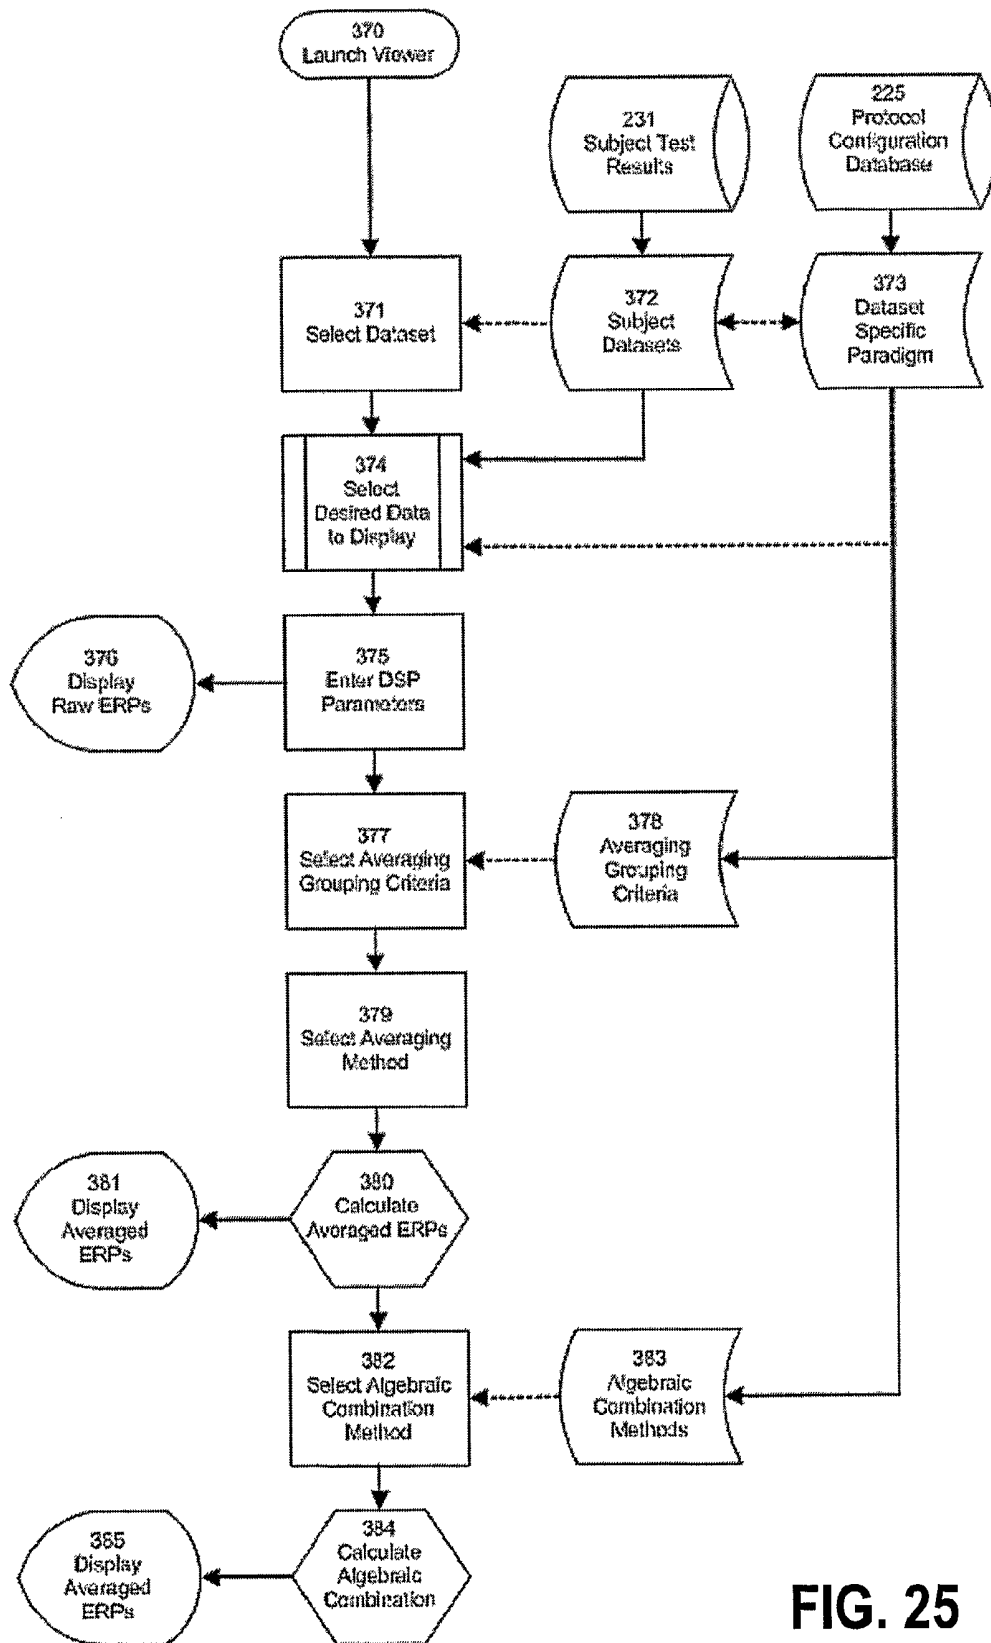 370
Launch Viewer
231
Subject Test
Results
225
Protocol
Configuration
Database
371
Select Dataset
372
Subject
Datasets
373
Dataset
Specific
Paradigm
374
Select
Desired Data
to Display
376
Display
Raw ERPs
375
Enter DSP
Parameters
377
Select Averaging
Grouping Criteria
378
Averaging
Grouping
Criteria
379
Select Averaging
Method
381
Display
Averaged
ERPs
380
Calculate
Averaged ERPs
382
Select Algebraic
Combination
Method
383
Algebraic
Combination
Methods
385
Display
Averaged
ERPs
384
Calculate
Algebraic
Combination
FIG. 25